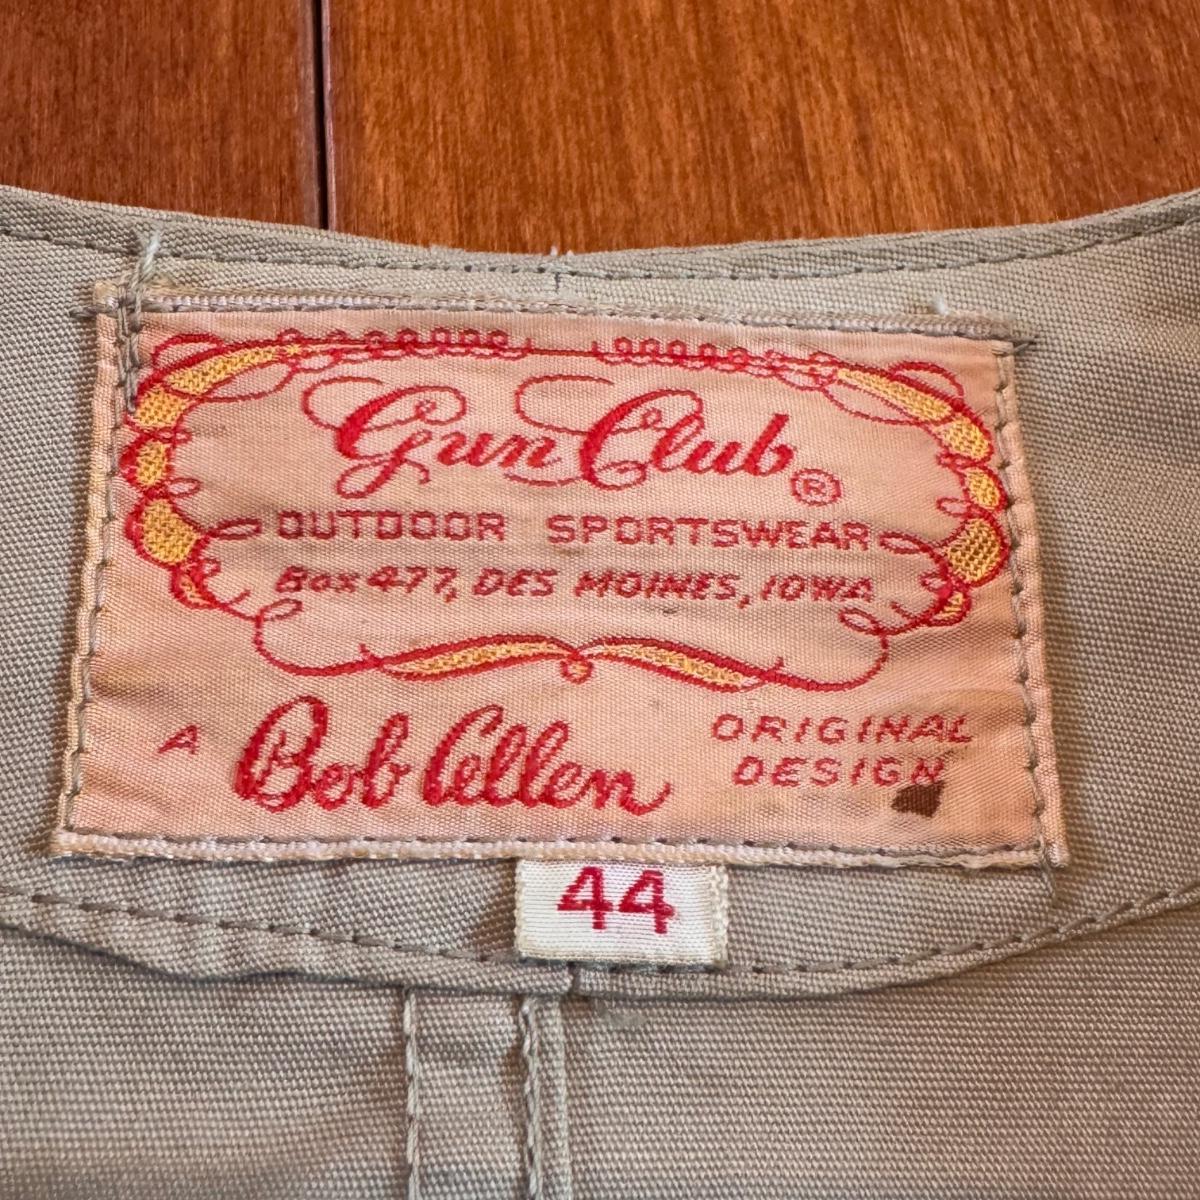 Gun Club ®
OUTDOOR SPORTSWEAR
Box 477, DES MOINES, IOWA
A Bob Allen ORIGINAL
DESIGN
44